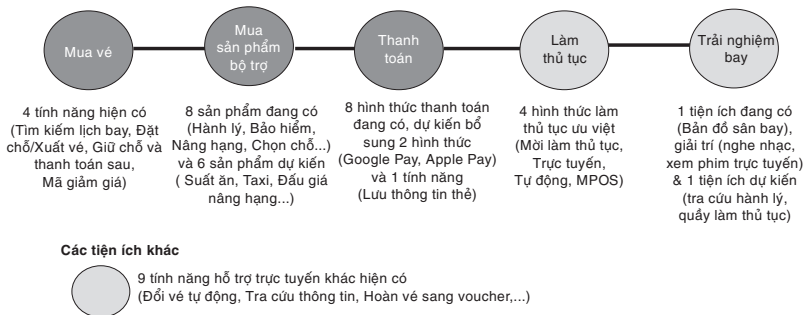 Mua vé
Mua
sản phẩm
bộ trợ
Thanh
toán
Làm
thủ tục
Trải nghiệm
bay
4 tính năng hiện có
(Tìm kiếm lịch bay, Đặt
chỗ/Xuất vé, Giữ chỗ và
thanh toán sau,
Mã giảm giá)
8 sản phẩm đang có
(Hành lý, Bảo hiểm,
Nâng hạng, Chọn chỗ...)
và 6 sản phẩm dự kiến
( Suất ăn, Taxi, Đấu giá
nâng hạng...)
8 hình thức thanh toán
đang có, dự kiến bổ
sung 2 hình thức
(Google Pay, Apple Pay)
và 1 tính năng
(Lưu thông tin thẻ)
4 hình thức làm
thủ tục ưu việt
(Mời làm thủ tục,
Trực tuyến,
Tự động, MPOS)
1 tiện ích đang có
(Bản đồ sân bay),
giải trí (nghe nhạc,
xem phim trực tuyến)
& 1 tiện ích dự kiến
(tra cứu hành lý,
quầy làm thủ tục)
Các tiện ích khác
9 tính năng hỗ trợ trực tuyến khác hiện có
(Đổi vé tự động, Tra cứu thông tin, Hoàn vé sang voucher,...)